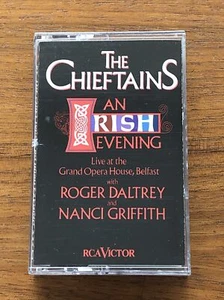 THE
CHIEFTAINS
AN
IRISH
EVENING
Live at the
Grand Opera House, Belfast
with
ROGER DALTREY
and
NANCI GRIFFITH
RCA VICTOR